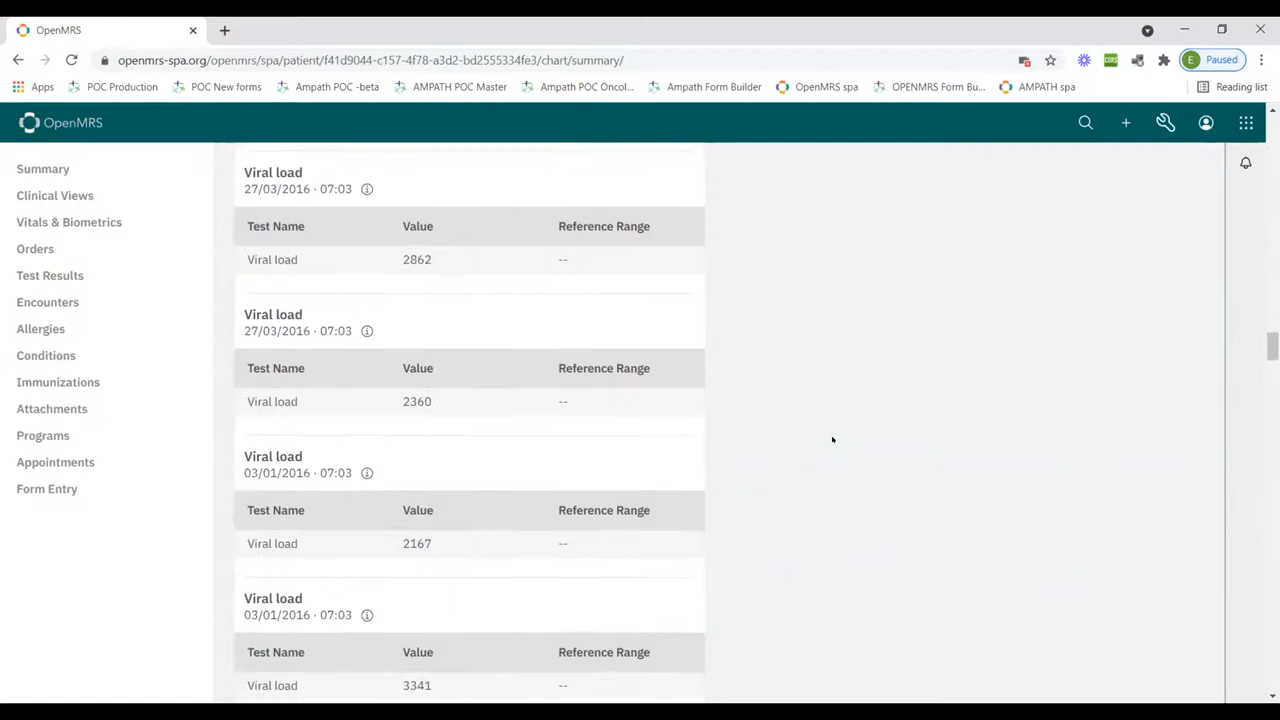 OpenMRS
openmrs-spa.org/openmrs/spa/patient/f41d9044-c157-4f78-a3d2-bd2555334fe3/chart/summary/
E Paused
Apps POC Production POC New forms Ampath POC -beta AMPATH POC Master Ampath POC Oncol... Ampath Form Builder OpenMRS spa OPENMRS Form Bu... AMPATH spa Reading list
OpenMRS
Summary
Clinical Views
Vitals & Biometrics
Orders
Test Results
Encounters
Allergies
Conditions
Immunizations
Attachments
Programs
Appointments
Form Entry
Viral load
27/03/2016 · 07:03
Test Name Value Reference Range
Viral load 2862 --
Viral load
27/03/2016 · 07:03
Test Name Value Reference Range
Viral load 2360 --
Viral load
03/01/2016 · 07:03
Test Name Value Reference Range
Viral load 2167 --
Viral load
03/01/2016 · 07:03
Test Name Value Reference Range
Viral load 3341 --